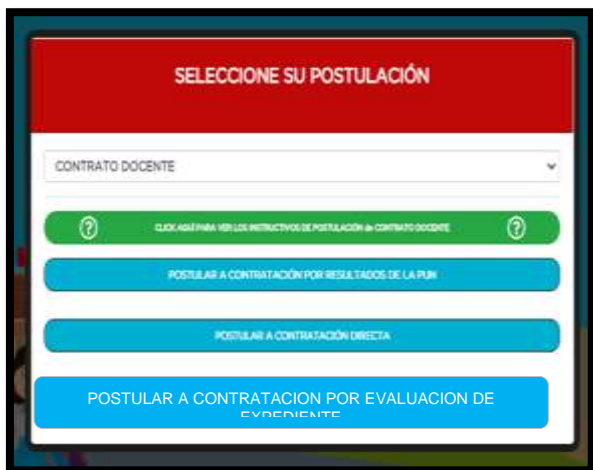 SELECCIONE SU POSTULACIÓN
CONTRATO DOCENTE
CLICK AQUÍ PARA VER LOS INSTRUCTIVOS DE POSTULACIÓN de CONTRATO DOCENTE
POSTULAR A CONTRATACIÓN POR RESULTADOS DE LA PUN
POSTULAR A CONTRATACIÓN DIRECTA
POSTULAR A CONTRATACION POR EVALUACION DE
EXPEDIENTE